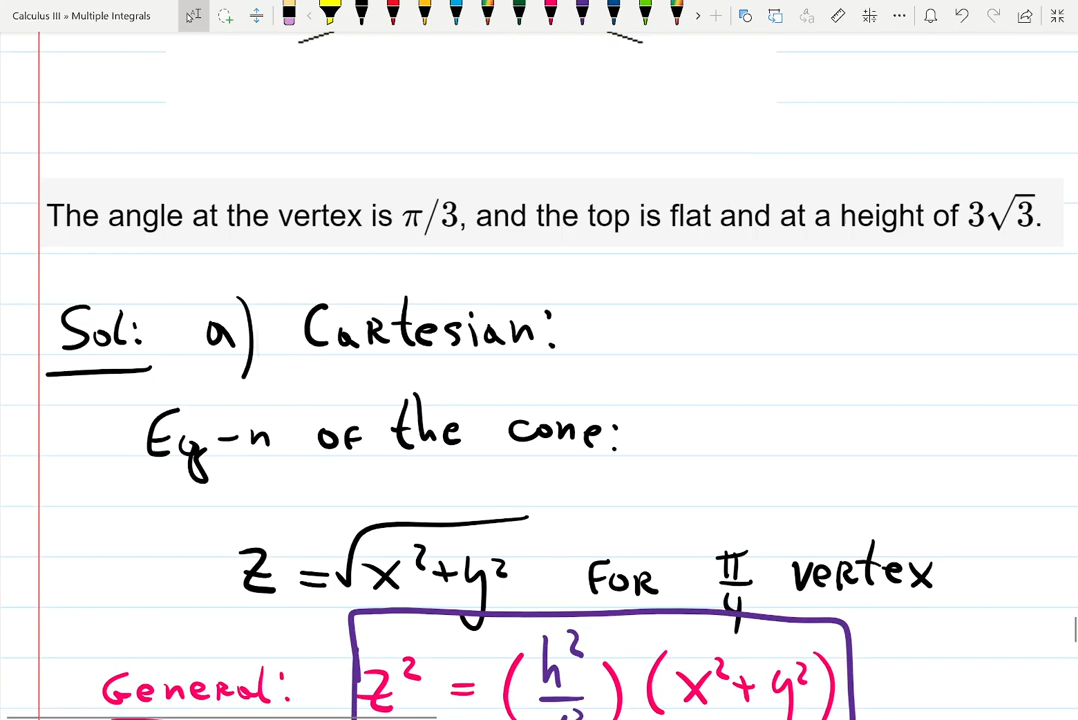 Calculus III » Multiple Integrals
The angle at the vertex is π/3, and the top is flat and at a height of 3√3.
Sol: a) Cartesian:
Eq-n of the cone:
z = √x²+y² for π/4 vertex
General: z² = (h²/) (x²+y²)